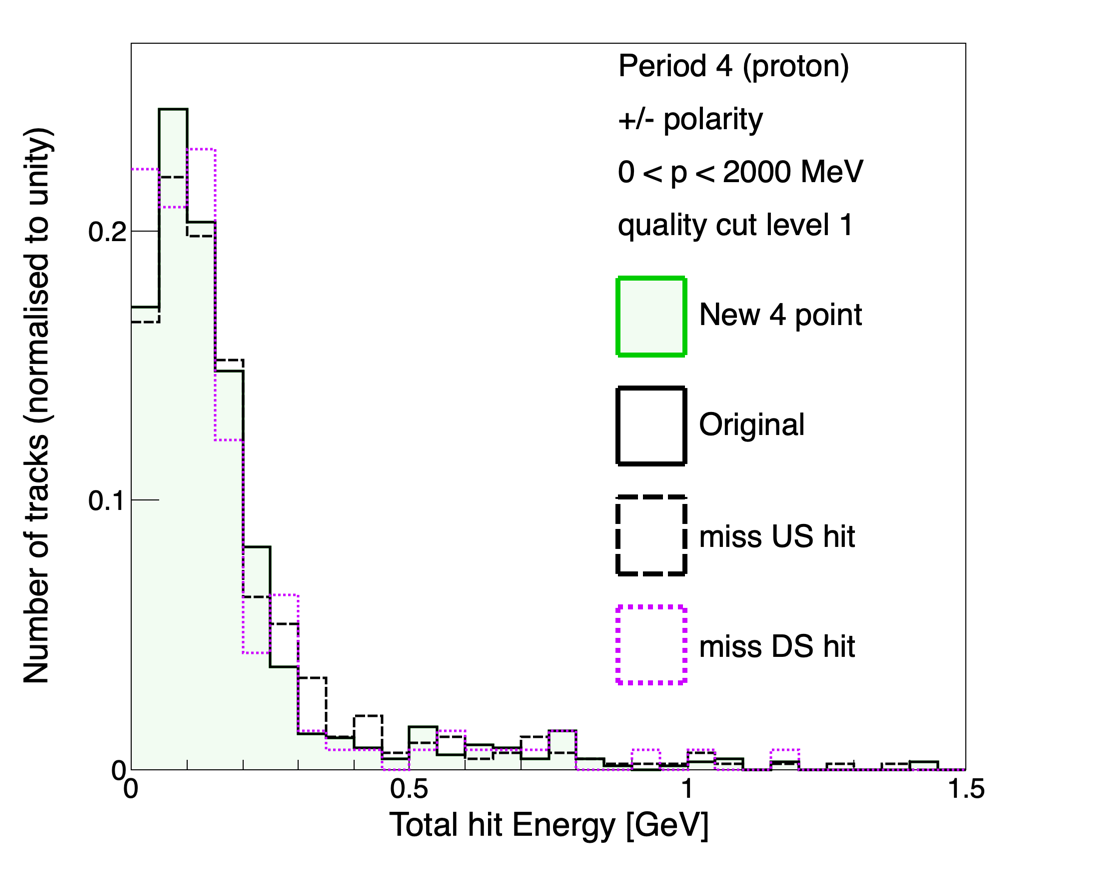 Number of tracks (normalised to unity)
Period 4 (proton)
+/- polarity
0 < p < 2000 MeV
quality cut level 1
New 4 point
Original
miss US hit
miss DS hit
0.2
0.1
0
0
0.5
1
1.5
Total hit Energy [GeV]